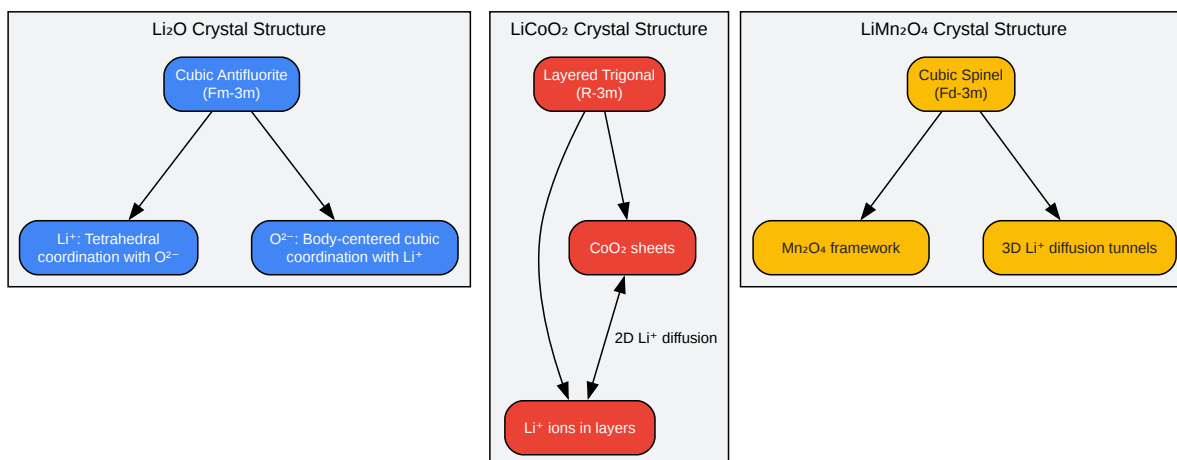 Li₂O Crystal Structure
Cubic Antifluorite
(Fm-3m)
Li⁺: Tetrahedral
coordination with O²⁻
O²⁻: Body-centered cubic
coordination with Li⁺
LiCoO₂ Crystal Structure
Layered Trigonal
(R-3m)
CoO₂ sheets
2D Li⁺ diffusion
Li⁺ ions in layers
LiMn₂O₄ Crystal Structure
Cubic Spinel
(Fd-3m)
Mn₂O₄ framework
3D Li⁺ diffusion tunnels